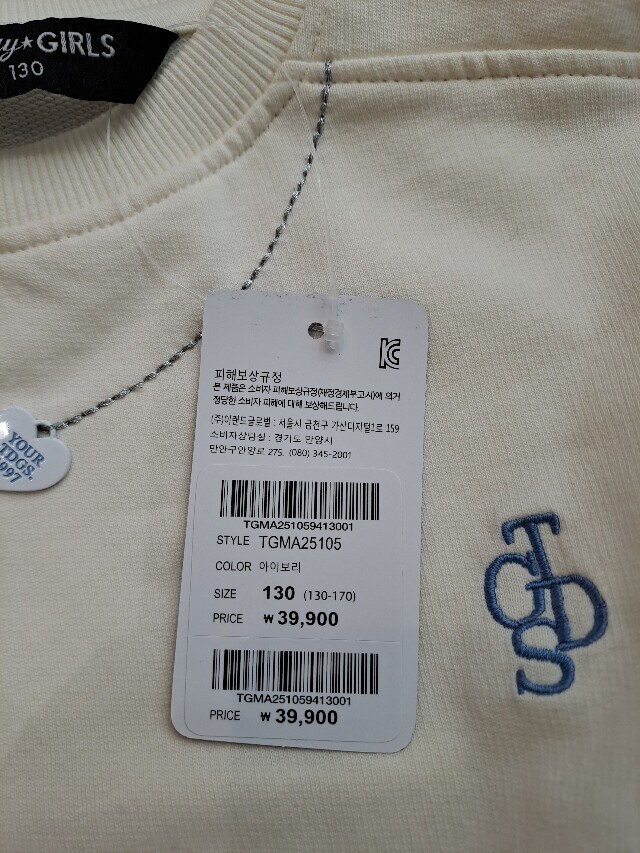 GIRLS
130
피해보상규정
본 제품은 소비자 피해보상규정(재정경제부고시)에 의거
정당한 소비자 피해에 대해 보상해드립니다.
(주)이랜드글로벌 : 서울시 금천구 가산디지털1로 159
소비자상담실 : 경기도 안양시
만안구안양로 275. (080) 345-2001
TGMA251059413001
STYLE TGMA25105
COLOR 아이보리
SIZE 130 (130-170)
PRICE ₩ 39,900
TGMA251059413001
PRICE ₩ 39,900
YOUR
TDGS.
1997
TGDS